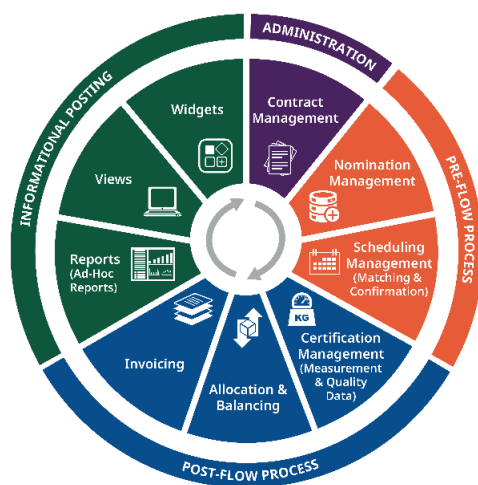 ADMINISTRATION
Contract
Management
PRE-FLOW PROCESS
Nomination
Management
Scheduling
Management
(Matching &
Confirmation)
POST-FLOW PROCESS
KG
Certification
Management
(Measurement
& Quality
Data)
Allocation &
Balancing
Invoicing
INFORMATIONAL POSTING
Reports
(Ad-Hoc
Reports)
Views
Widgets